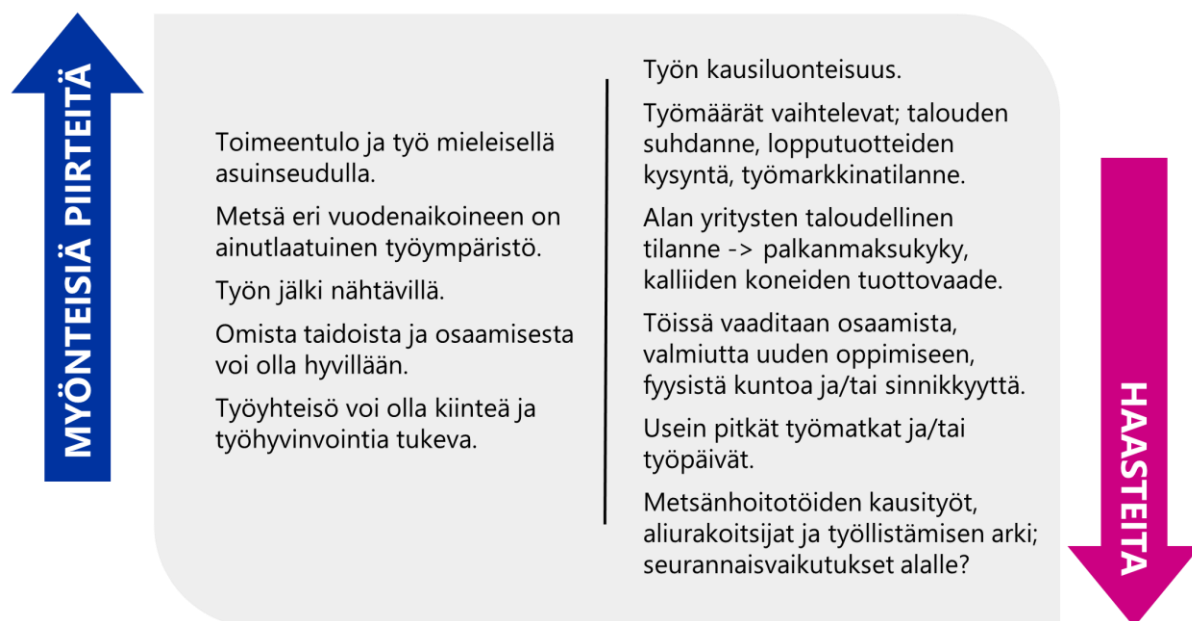 MYÖNTEISIÄ PIIRTEITÄ
Toimeentulo ja työ mieleisellä
asuinseudulla.
Metsä eri vuodenaikoineen on
ainutlaatuinen työympäristö.
Työn jälki nähtävillä.
Omista taidoista ja osaamisesta
voi olla hyvillään.
Työyhteisö voi olla kiinteä ja
työhyvinvointia tukeva.
Työn kausiluonteisuus.
Työmäärät vaihtelevat; talouden
suhdanne, lopputuotteiden
kysyntä, työmarkkinatilanne.
Alan yritysten taloudellinen
tilanne -> palkanmaksukyky,
kalliiden koneiden tuottovaade.
Töissä vaaditaan osaamista,
valmiutta uuden oppimiseen,
fyysistä kuntoa ja/tai sinnikkyyttä.
Usein pitkät työmatkat ja/tai
työpäivät.
Metsänhoitotöiden kausityöt,
aliurakoitsijat ja työllistämisen arki;
seurannaisvaikutukset alalle?
HAASTEITA